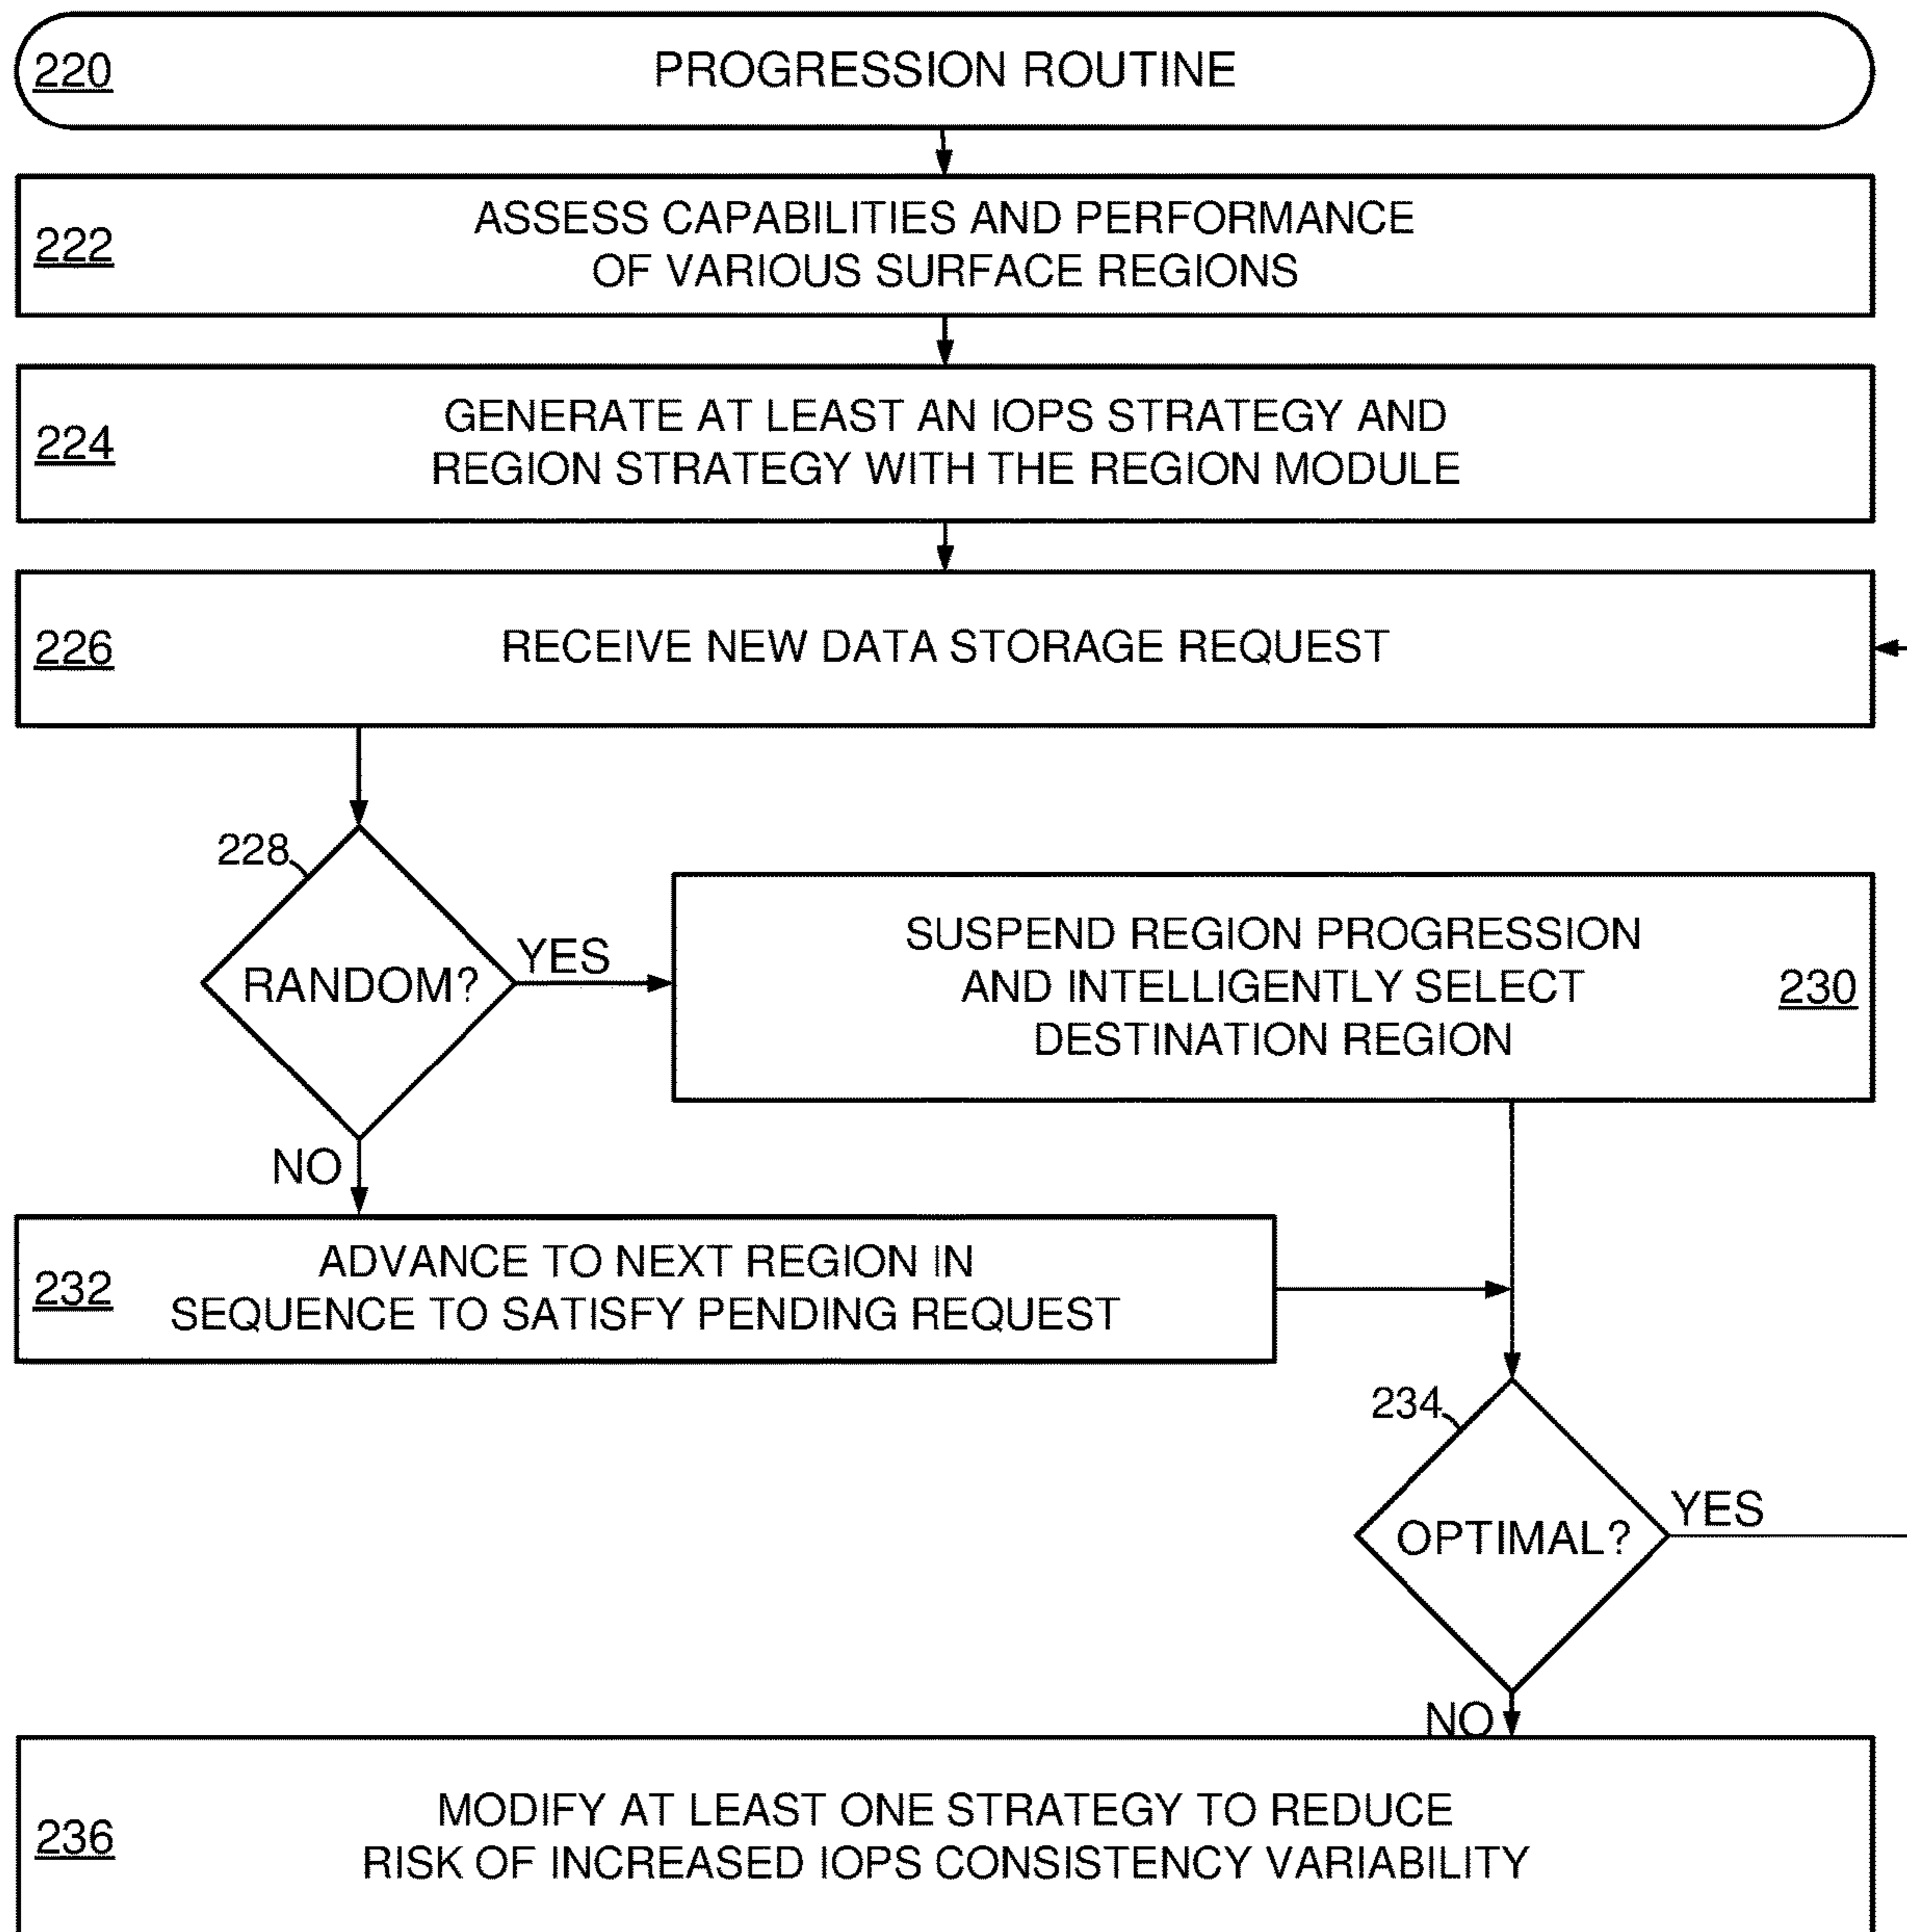 220
PROGRESSION ROUTINE
222
ASSESS CAPABILITIES AND PERFORMANCE
OF VARIOUS SURFACE REGIONS
224
GENERATE AT LEAST AN IOPS STRATEGY AND
REGION STRATEGY WITH THE REGION MODULE
226
RECEIVE NEW DATA STORAGE REQUEST
228
RANDOM?
YES
SUSPEND REGION PROGRESSION
AND INTELLIGENTLY SELECT
DESTINATION REGION
230
NO
232
ADVANCE TO NEXT REGION IN
SEQUENCE TO SATISFY PENDING REQUEST
234
OPTIMAL?
YES
NO
236
MODIFY AT LEAST ONE STRATEGY TO REDUCE
RISK OF INCREASED IOPS CONSISTENCY VARIABILITY